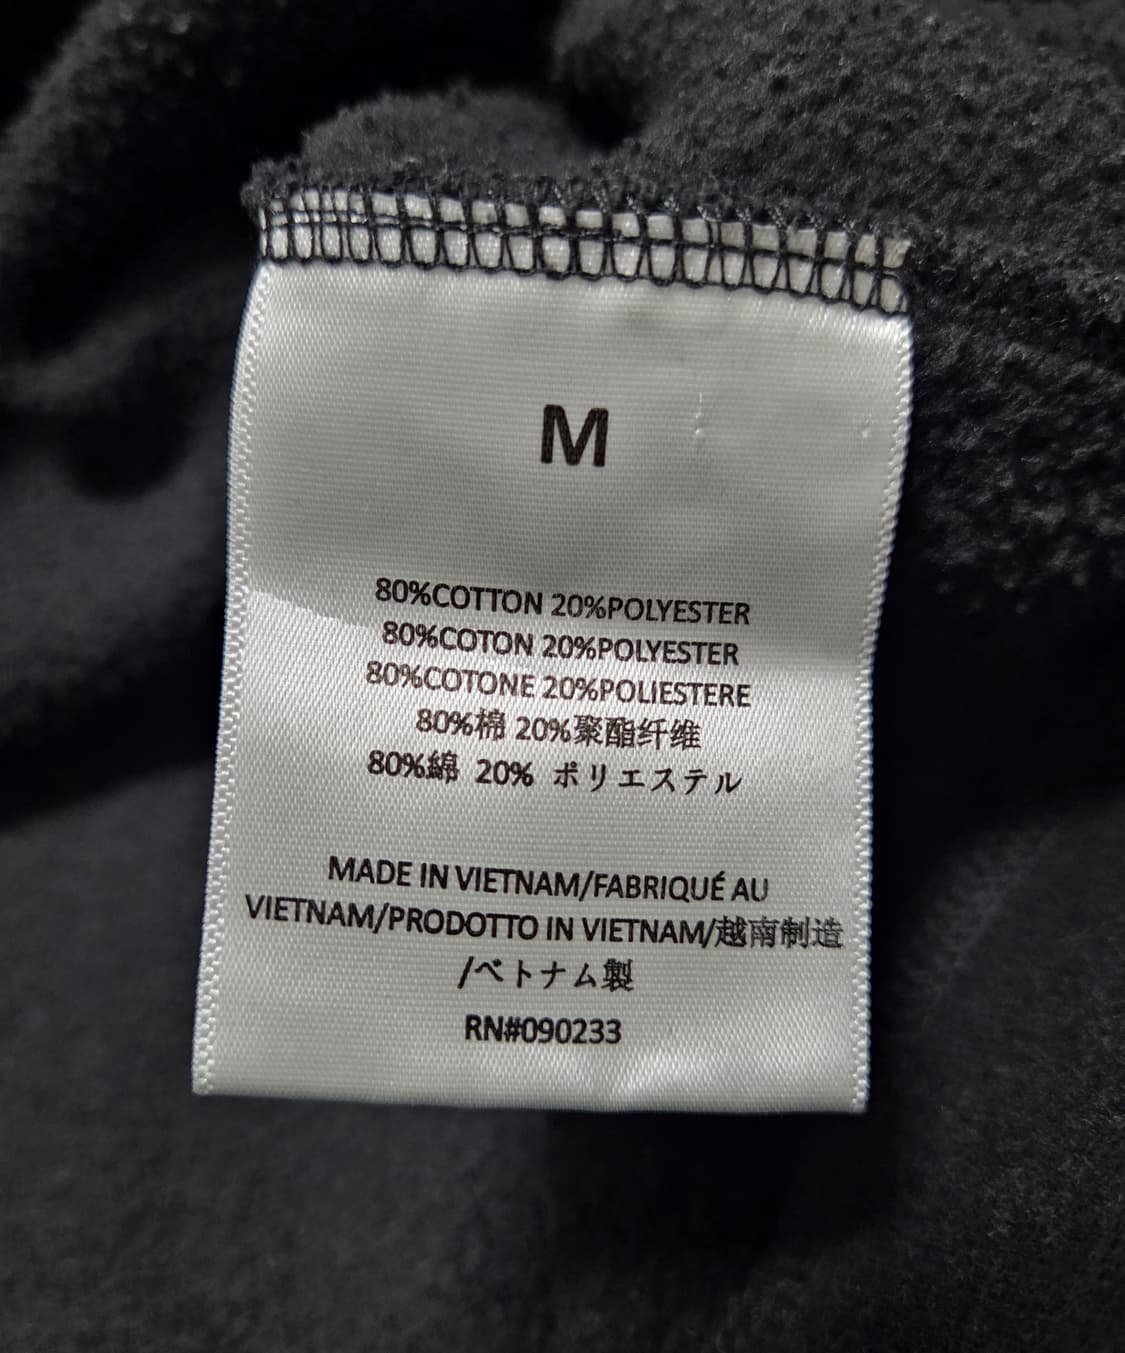 M
80%COTTON 20%POLYESTER
80%COTON 20%POLYESTER
80%COTONE 20%POLIESTERE
80%棉 20%聚酯纤维
80%綿 20% ポリエステル
MADE IN VIETNAM/FABRIQUÉ AU
VIETNAM/PRODOTTO IN VIETNAM/越南制造
/ベトナム製
RN#090233